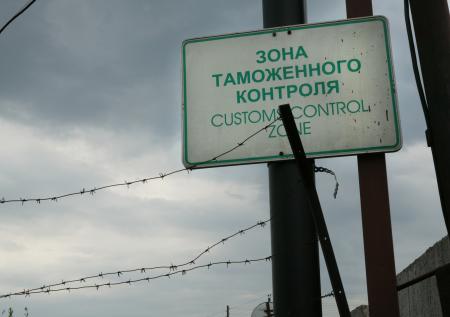 ЗОНА
ТАМОЖЕННОГО
КОНТРОЛЯ
CUSTOMS CONTROL
ZONE